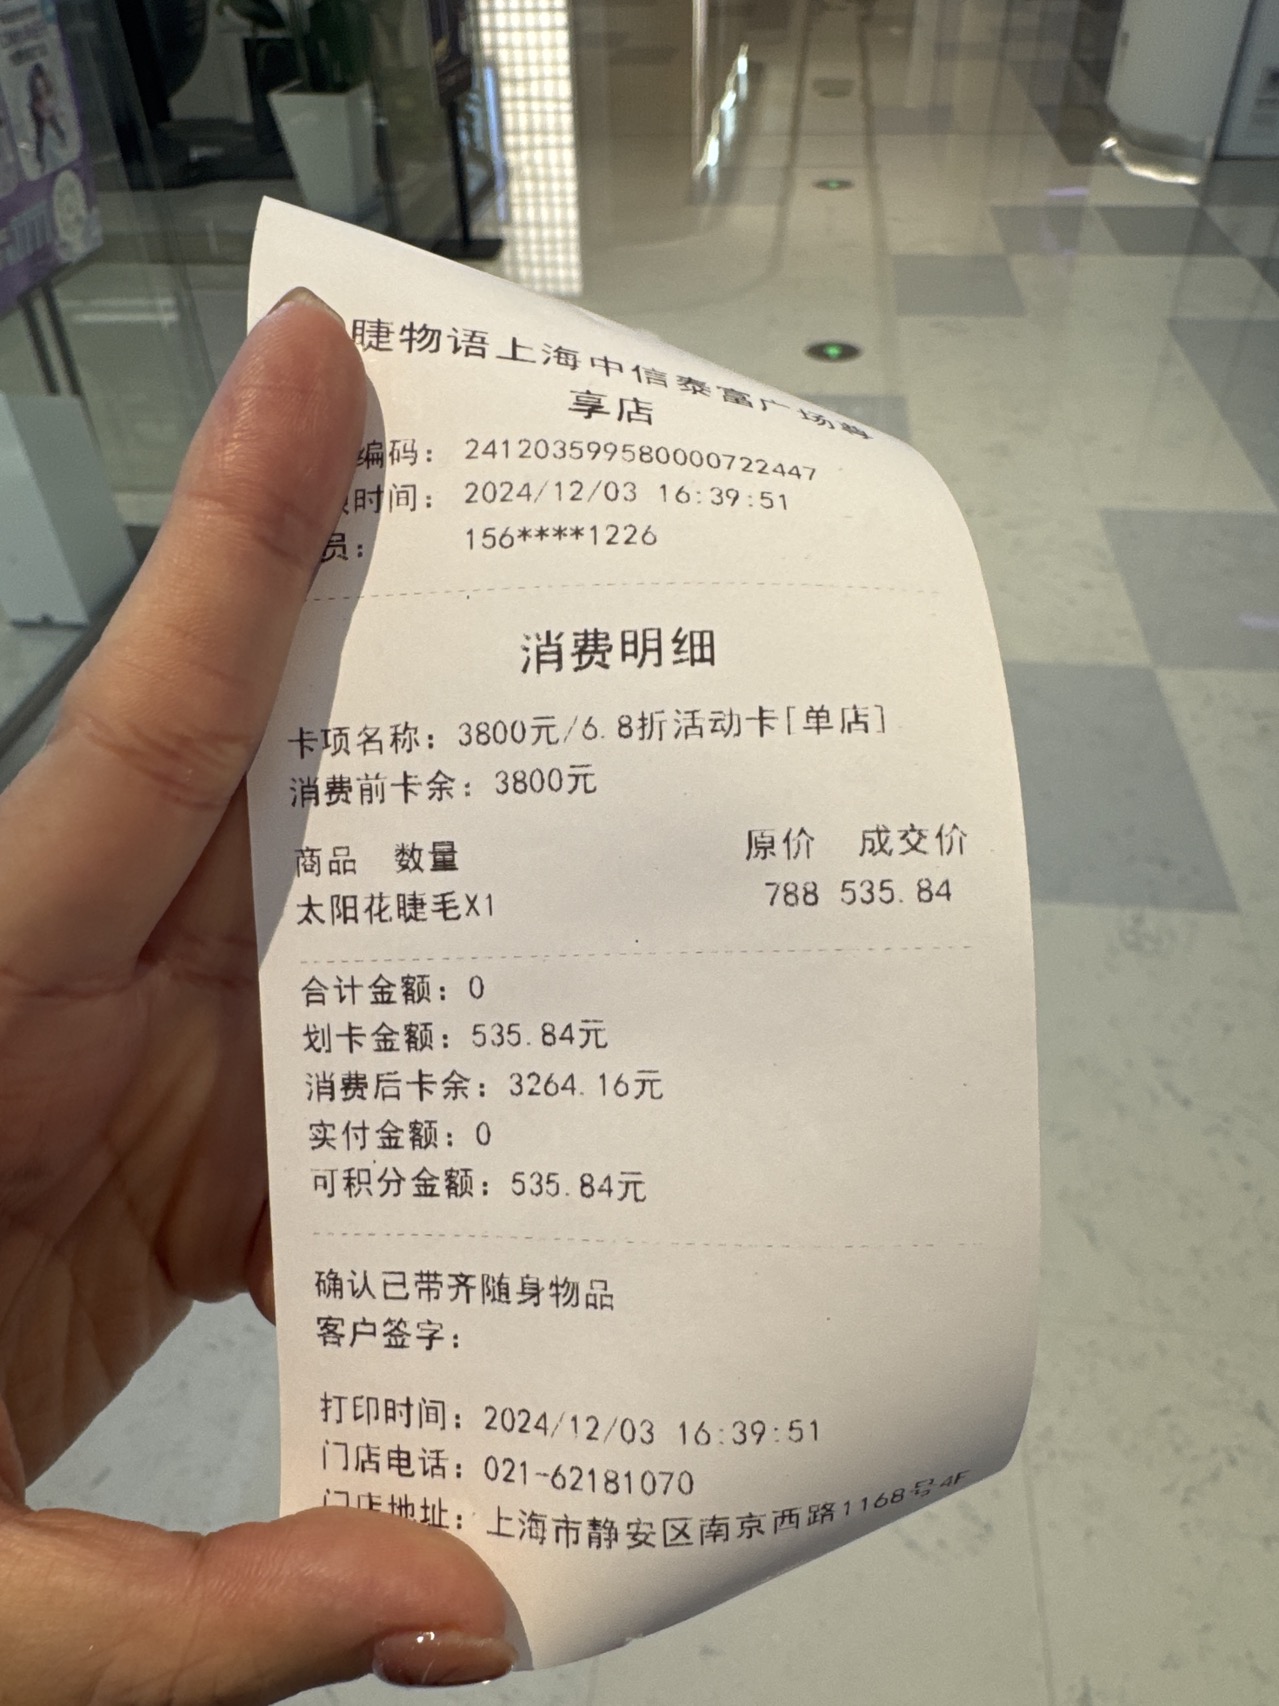 睫物语上海中信泰富广场尊
享店
编码： 24120359958000722447
时间： 2024/12/03 16:39:51
员： 156****1226
消费明细
卡项名称：3800元/6.8折活动卡[单店]
消费前卡余：3800元
商品 数量 原价 成交价
太阳花睫毛X1 788 535.84
合计金额：0
划卡金额：535.84元
消费后卡余：3264.16元
实付金额：0
可积分金额：535.84元
确认已带齐随身物品
客户签字：
打印时间：2024/12/03 16:39:51
门店电话：021-62181070
门店地址：上海市静安区南京西路1168号4F